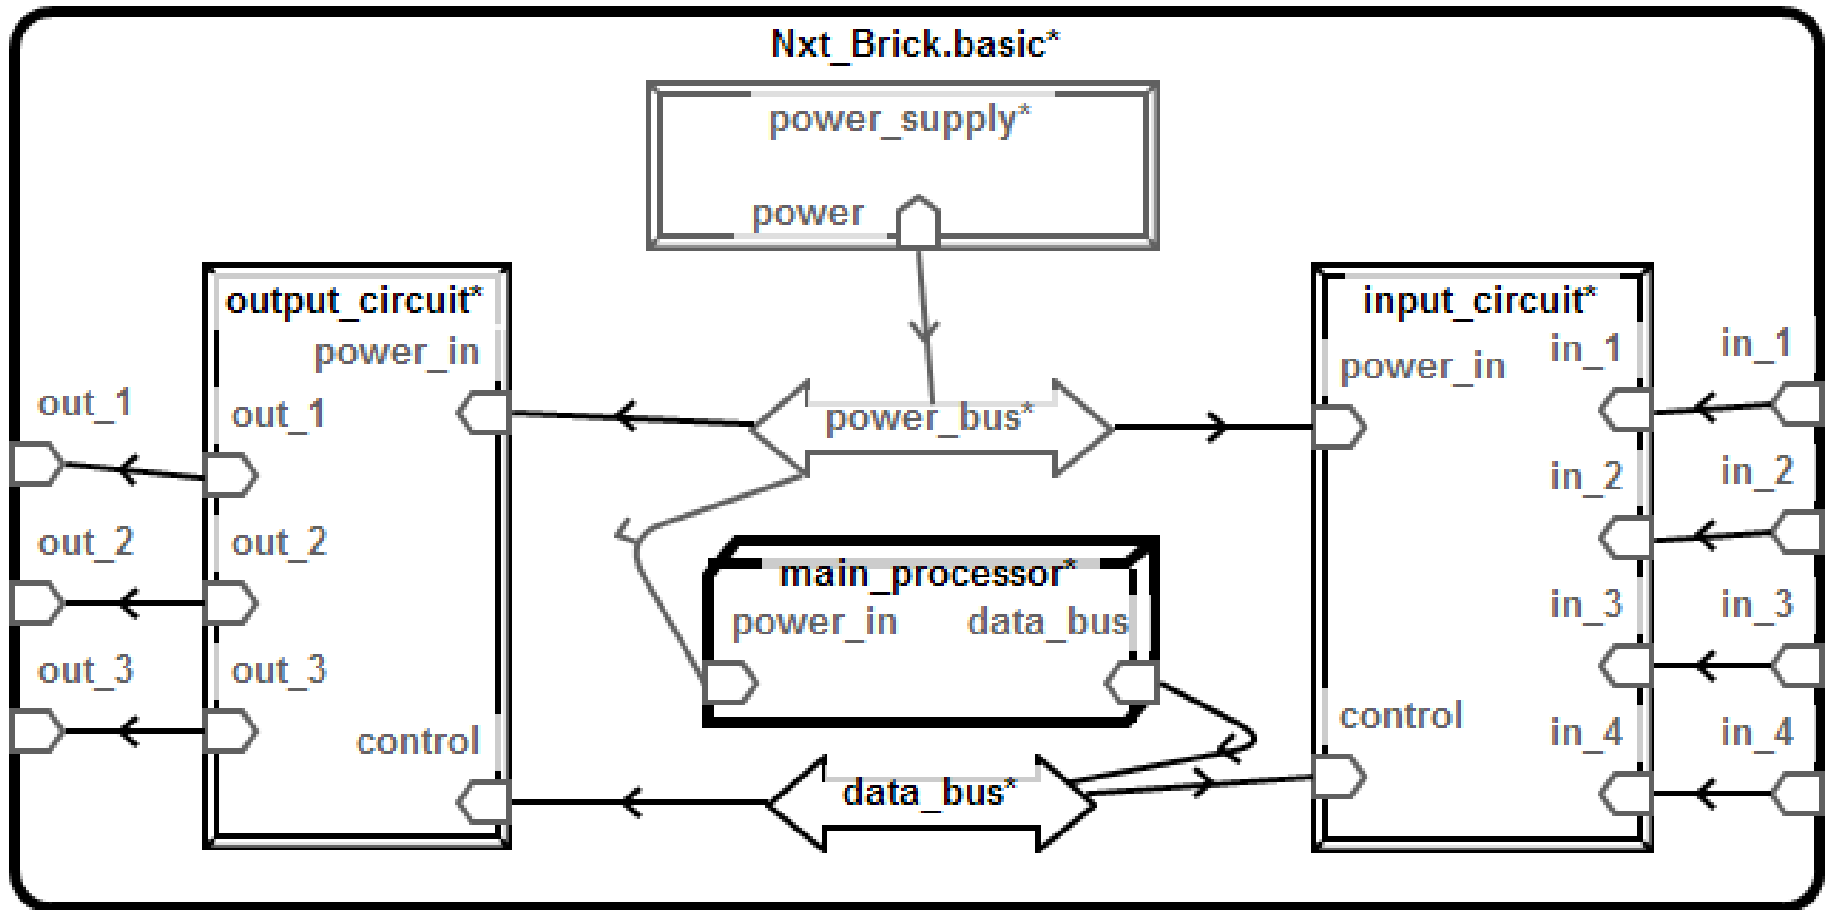 Nxt_Brick.basic*
power_supply*
power
output_circuit*
power_in
out_1
out_1
out_2
out_2
out_3
out_3
control
power_bus*
main_processor*
power_in data_bus
data_bus*
input_circuit*
power_in
in_1
in_1
in_2
in_2
in_3
in_3
control
in_4
in_4